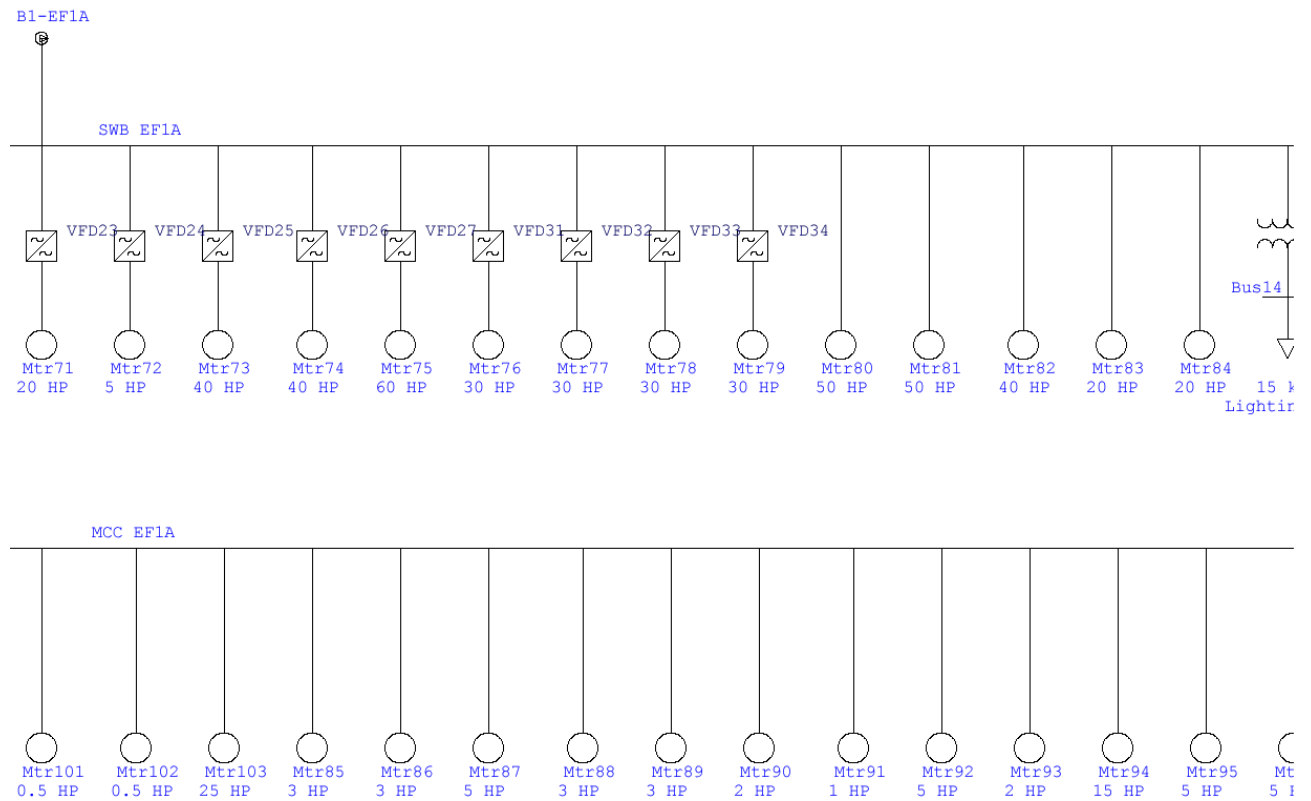 B1-EF1A
SWB EF1A
VFD23 VFD24 VFD25 VFD26 VFD27 VFD31 VFD32 VFD33 VFD34
Bus14
Mtr71 Mtr72 Mtr73 Mtr74 Mtr75 Mtr76 Mtr77 Mtr78 Mtr79 Mtr80 Mtr81 Mtr82 Mtr83 Mtr84
20 HP 5 HP 40 HP 40 HP 60 HP 30 HP 30 HP 30 HP 30 HP 50 HP 50 HP 40 HP 20 HP 20 HP 15
MCC EF1A
Mtr101 Mtr102 Mtr103 Mtr85 Mtr86 Mtr87 Mtr88 Mtr89 Mtr90 Mtr91 Mtr92 Mtr93 Mtr94 Mtr95
0.5 HP 0.5 HP 25 HP 3 HP 3 HP 5 HP 3 HP 3 HP 2 HP 1 HP 5 HP 2 HP 15 HP 5 HP 5